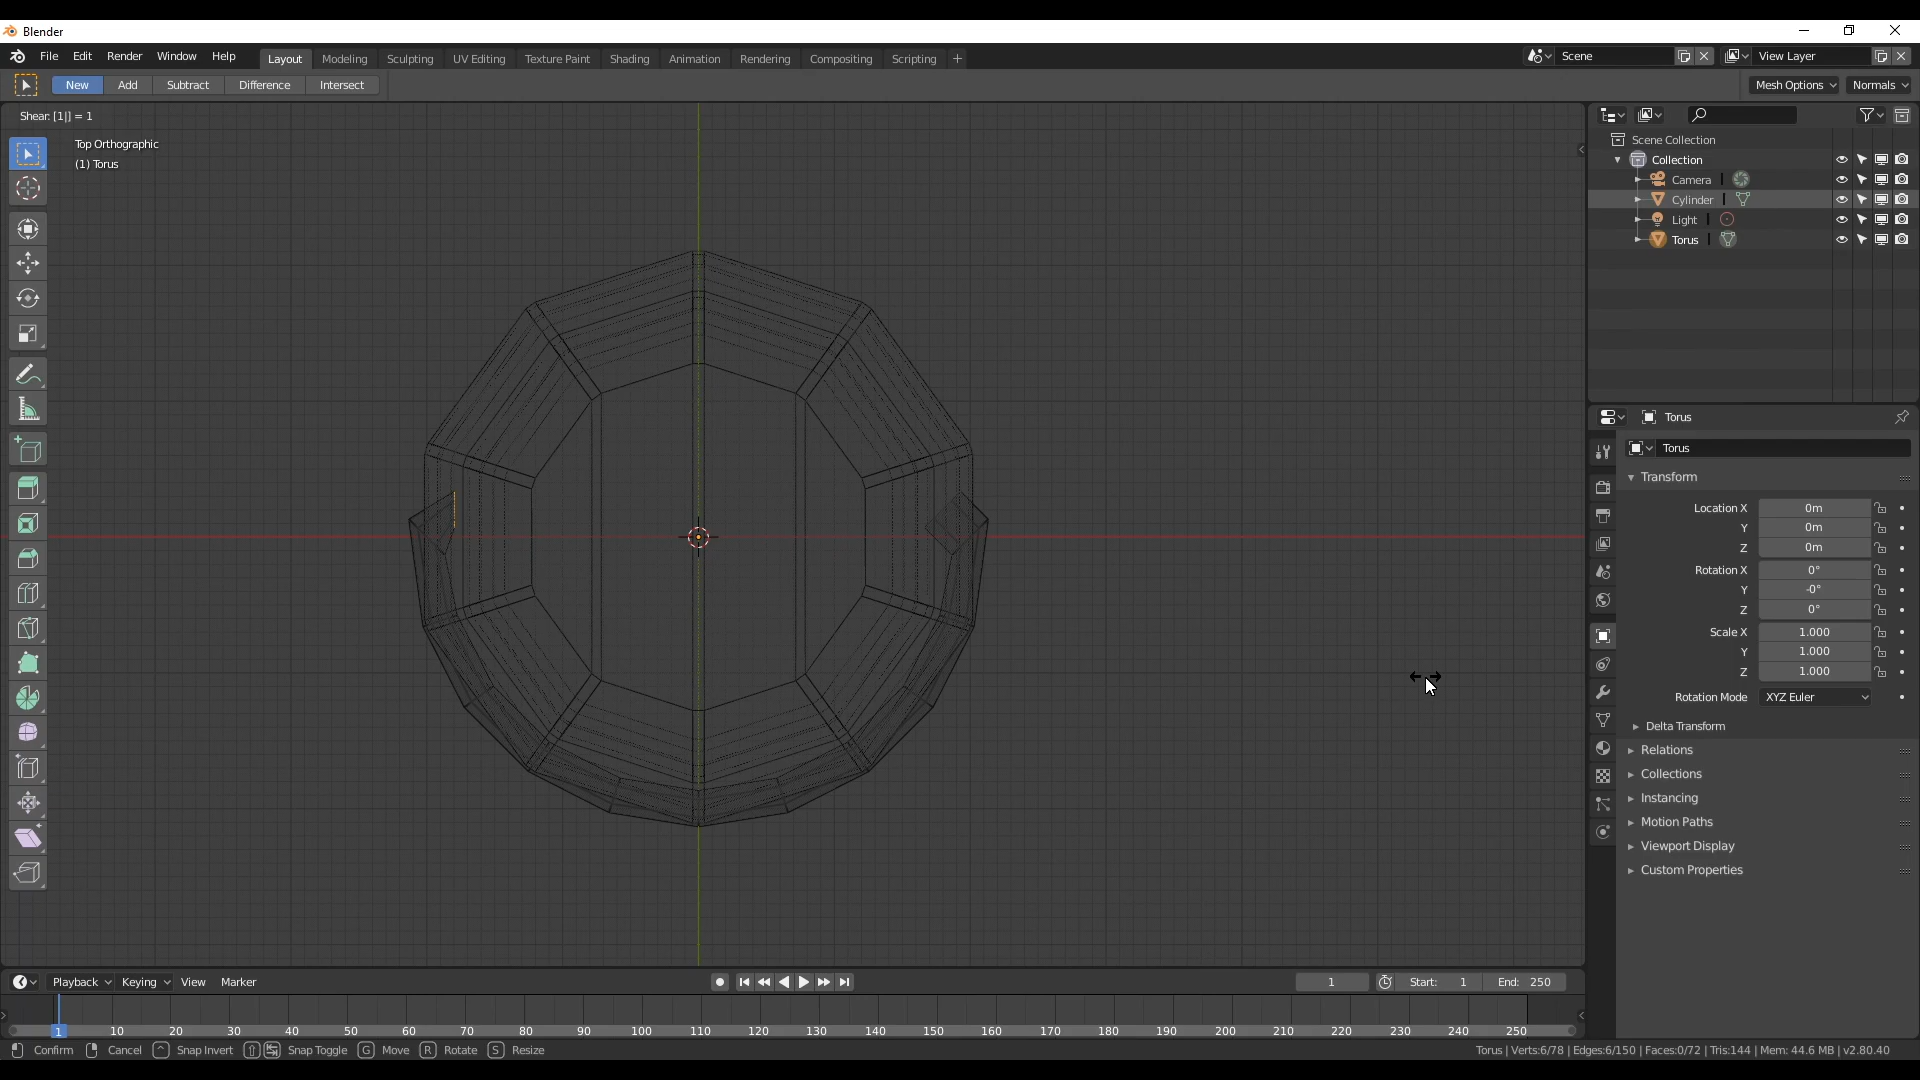 Blender
File Edit Render Window Help Layout Modeling Sculpting UV Editing Texture Paint Shading Animation Rendering Compositing Scripting + Scene View Layer
New Add Subtract Difference Intersect Mesh Options Normals
Shear: [1|] = 1
Top Orthographic
(1) Torus
Scene Collection
Collection
Camera
Cylinder
Light
Torus
Torus
Torus
Transform
Location X 0m
Y 0m
Z 0m
Rotation X 0°
Y -0°
Z 0°
Scale X 1.000
Y 1.000
Z 1.000
Rotation Mode XYZ Euler
Delta Transform
Relations
Collections
Instancing
Motion Paths
Viewport Display
Custom Properties
Playback Keying View Marker 1 Start: 1 End: 250
1 10 20 30 40 50 60 70 80 90 100 110 120 130 140 150 160 170 180 190 200 210 220 230 240 250
Confirm Cancel ^ Snap Invert Snap Toggle G Move R Rotate S Resize Torus | Verts:6/78 | Edges:6/150 | Faces:0/72 | Tris:144 | Mem: 44.6 MB | v2.80.40